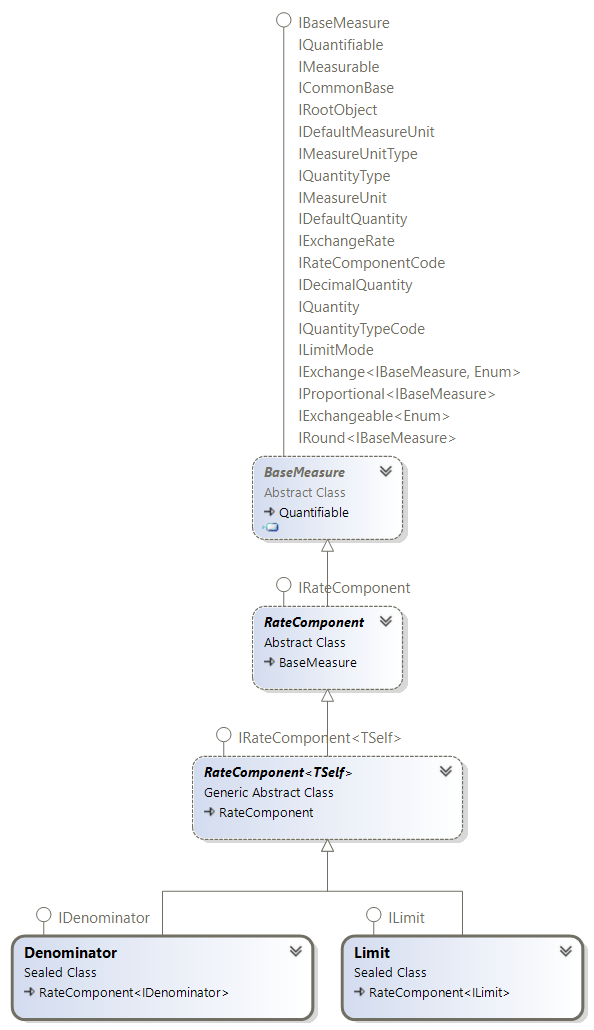 IBaseMeasure
IQuantifiable
IMeasurable
ICommonBase
IRootObject
IDefaultMeasureUnit
IMeasureUnitType
IQuantityType
IMeasureUnit
IDefaultQuantity
IExchangeRate
IRateComponentCode
IDecimalQuantity
IQuantity
IQuantityTypeCode
ILimitMode
IExchange<IBaseMeasure, Enum>
IProportional<IBaseMeasure>
IExchangeable<Enum>
IRound<IBaseMeasure>
BaseMeasure
Abstract Class
Quantifiable
IRateComponent
RateComponent
Abstract Class
BaseMeasure
IRateComponent<TSelf>
RateComponent<TSelf>
Generic Abstract Class
RateComponent
IDenominator
Denominator
Sealed Class
RateComponent<IDenominator>
ILimit
Limit
Sealed Class
RateComponent<ILimit>